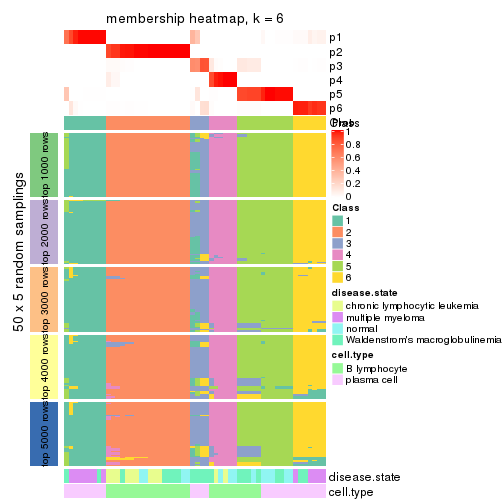 membership heatmap, k = 6
p1
p2
p3
p4
p5
p6
Class
Prob
1
0.8
0.6
0.4
0.2
0
Class
1
2
3
4
5
6
disease.state
chronic lymphocytic leukemia
multiple myeloma
normal
Waldenstrom's macroglobulinemia
cell.type
B lymphocyte
plasma cell
50 x 5 random samplings
top 1000 rows
top 2000 rows
top 3000 rows
top 4000 rows
top 5000 rows
disease.state
cell.type